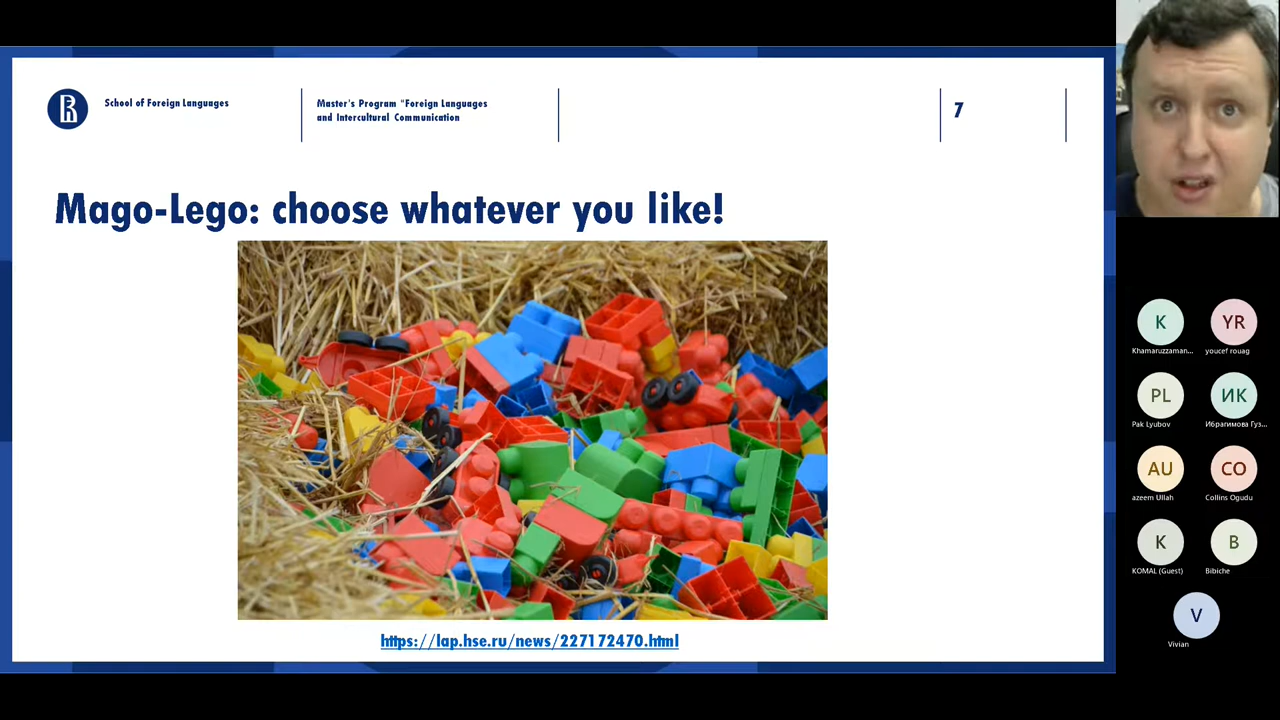 School of Foreign Languages
Master's Program "Foreign Languages
and Intercultural Communication
7
Mago-Lego: choose whatever you like!
https://lap.hse.ru/news/227172470.html
K
Khamaruzzaman...
YR
youcef rouag
PL
Pak Lyubov
ИК
Ибрагимова Гуз...
AU
azeem Ullah
CO
Collins Ogudu
K
KOMAL (Guest)
B
Bibiche
V
Vivian